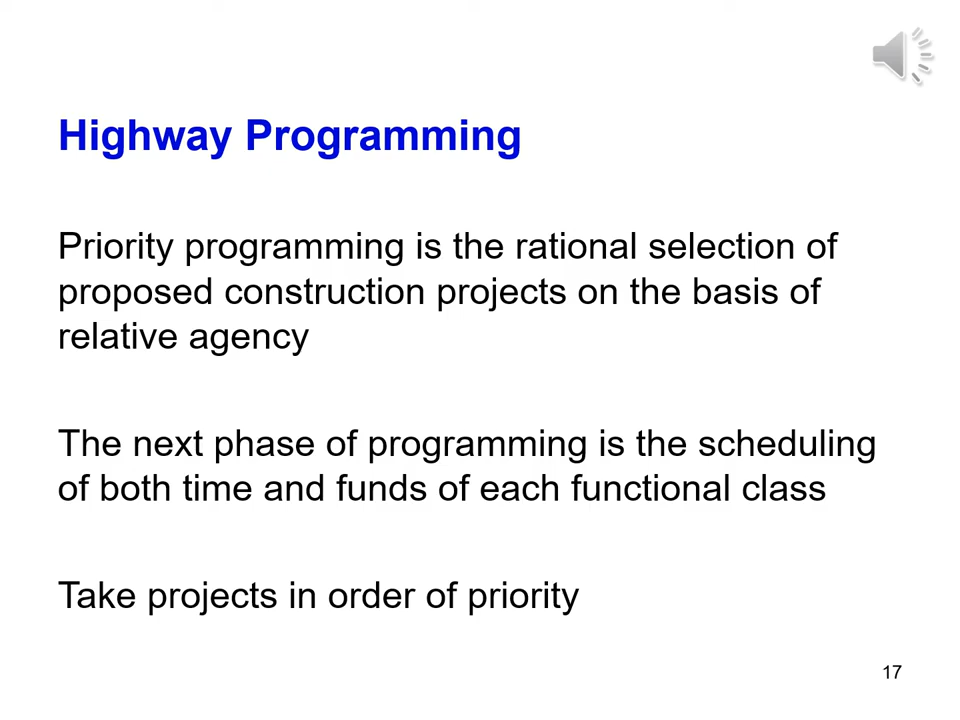 Highway Programming
Priority programming is the rational selection of
proposed construction projects on the basis of
relative agency
The next phase of programming is the scheduling
of both time and funds of each functional class
Take projects in order of priority
17